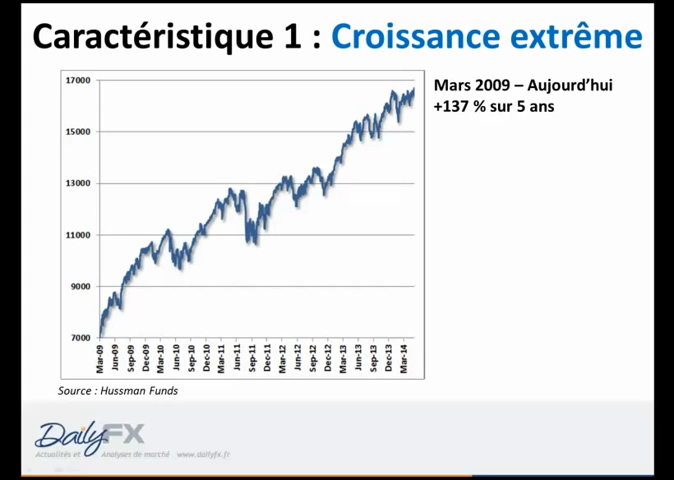 Caractéristique 1 : Croissance extrême
Mars 2009 – Aujourd'hui
+137 % sur 5 ans
17000
15000
13000
11000
9000
7000
Mar-09
Jun-09
Sep-09
Dec-09
Mar-10
Jun-10
Sep-10
Dec-10
Mar-11
Jun-11
Sep-11
Dec-11
Mar-12
Jun-12
Sep-12
Dec-12
Mar-13
Jun-13
Sep-13
Dec-13
Mar-14
Source : Hussman Funds
DailyFX
Actualités et Analyses de marché www.dailyfx.fr